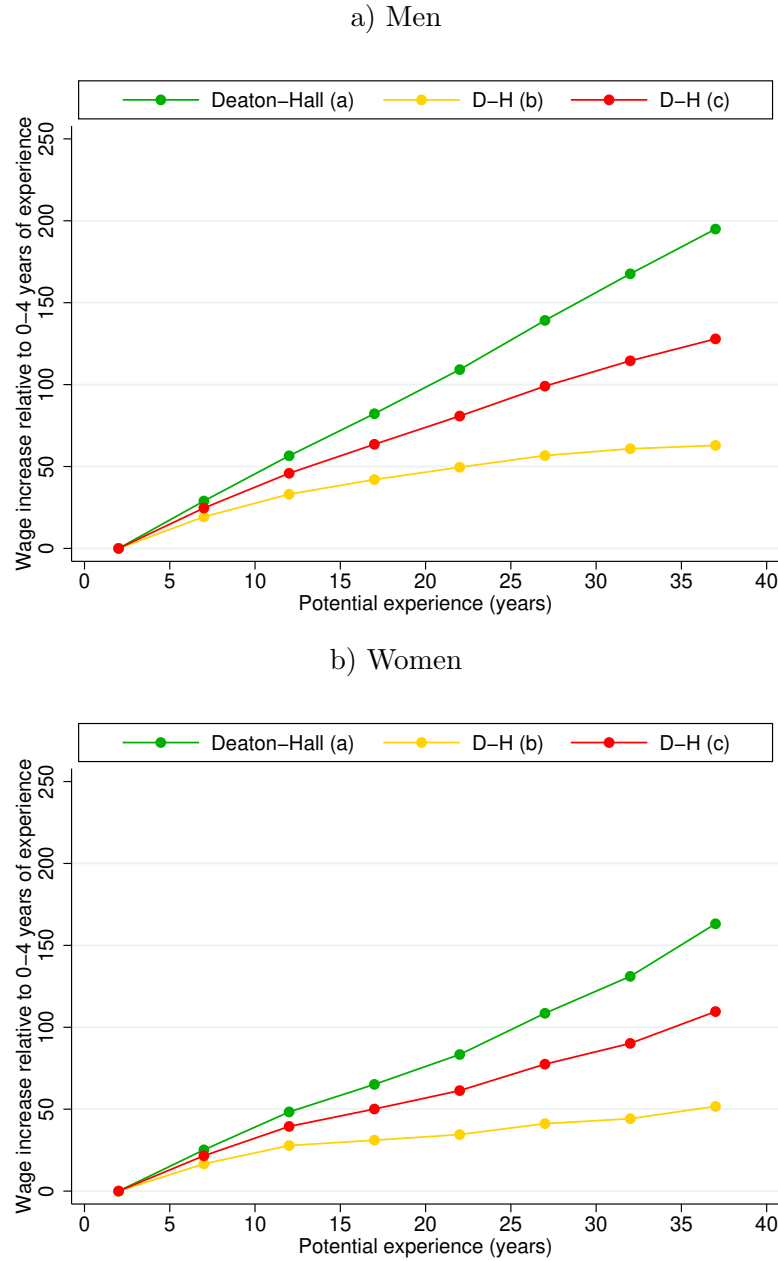 a) Men
Deaton−Hall (a) D−H (b) D−H (c)
Wage increase relative to 0−4 years of experience
250
200
150
100
50
0
0 5 10 15 20 25 30 35 40
Potential experience (years)
b) Women
Deaton−Hall (a) D−H (b) D−H (c)
Wage increase relative to 0−4 years of experience
250
200
150
100
50
0
0 5 10 15 20 25 30 35 40
Potential experience (years)